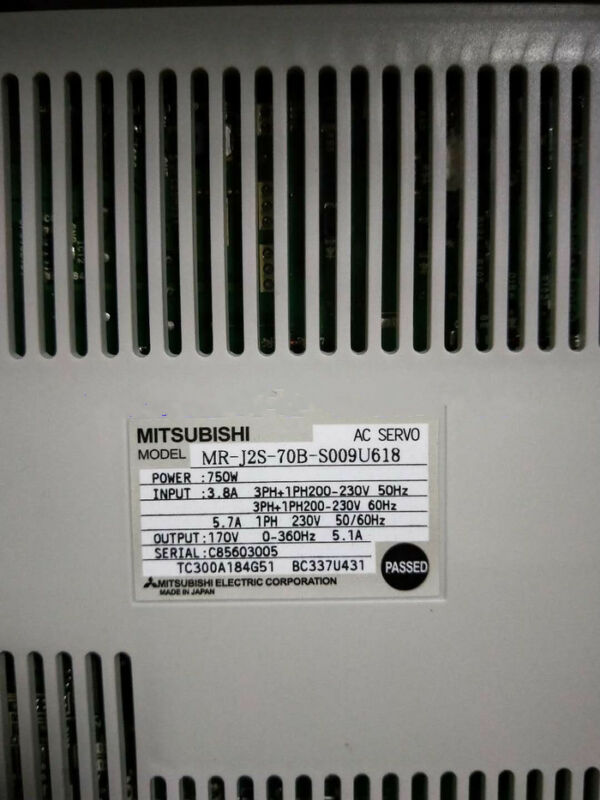 MITSUBISHI AC SERVO
MODEL MR-J2S-70B-S009U618
POWER :750W
INPUT :3.8A 3PH+1PH200-230V 50Hz
3PH+1PH200-230V 60Hz
5.7A 1PH 230V 50/60Hz
OUTPUT:170V 0-360Hz 5.1A
SERIAL:C85603005
TC300A184G51 BC337U431
PASSED
MITSUBISHI ELECTRIC CORPORATION
MADE IN JAPAN